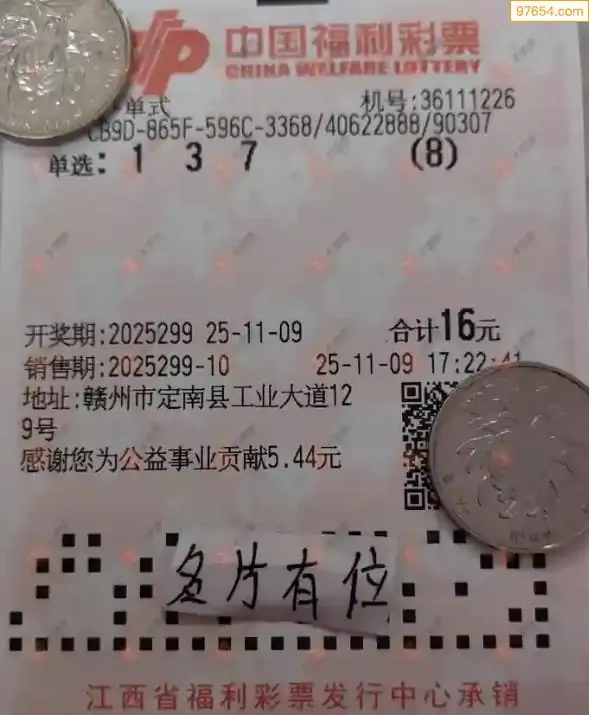 97654.com
中国福利彩票
CHINA WELFARE LOTTERY
单式
机号:36111226
CB9D-865F-596C-3368/40622888/90307
单选: 1 3 7 (8)
开奖期:2025299 25-11-09 合计16元
销售期:2025299-10 25-11-09 17:22:41
地址:赣州市定南县工业大道12
9号
感谢您为公益事业贡献5.44元
名片有位
江西省福利彩票发行中心承销